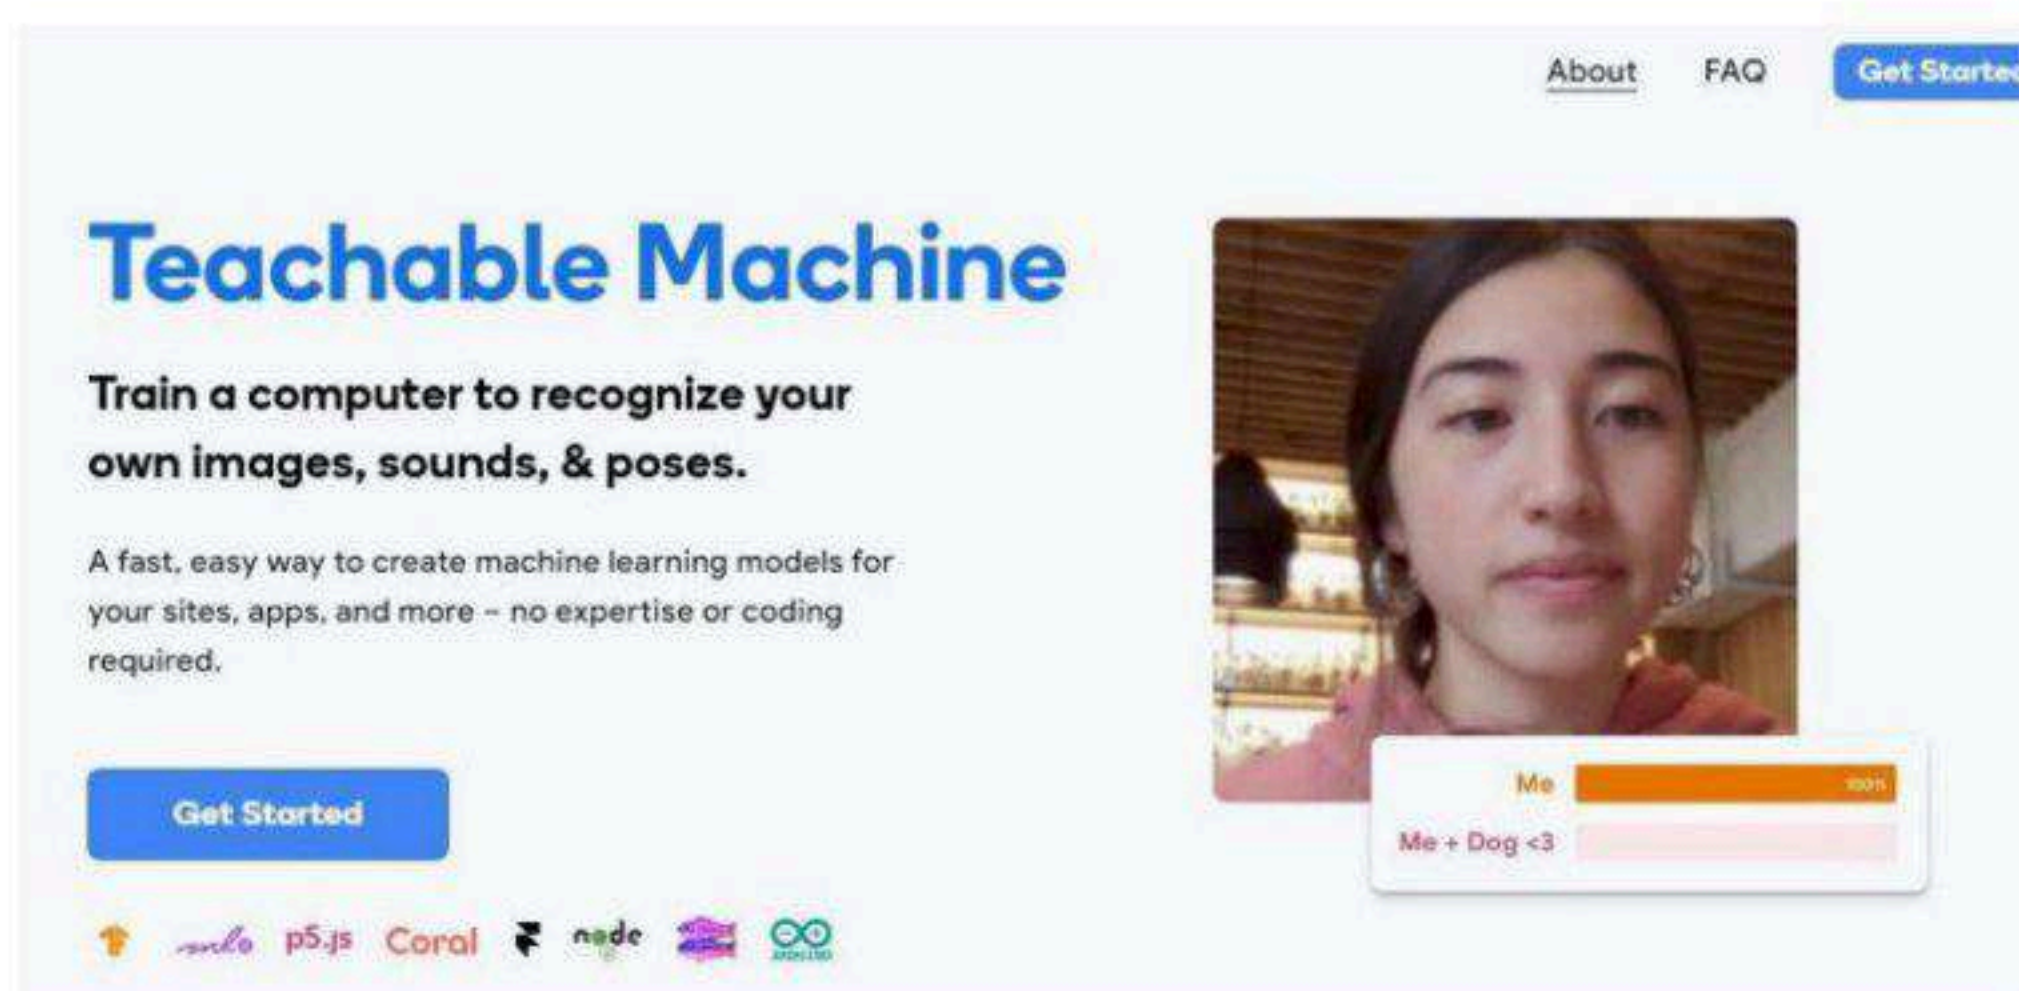 About FAQ Get Started
Teachable Machine
Train a computer to recognize your
own images, sounds, & poses.
A fast, easy way to create machine learning models for
your sites, apps, and more – no expertise or coding
required.
Get Started
Me 100%
Me + Dog <3
p5.js Coral node
ARDUINO